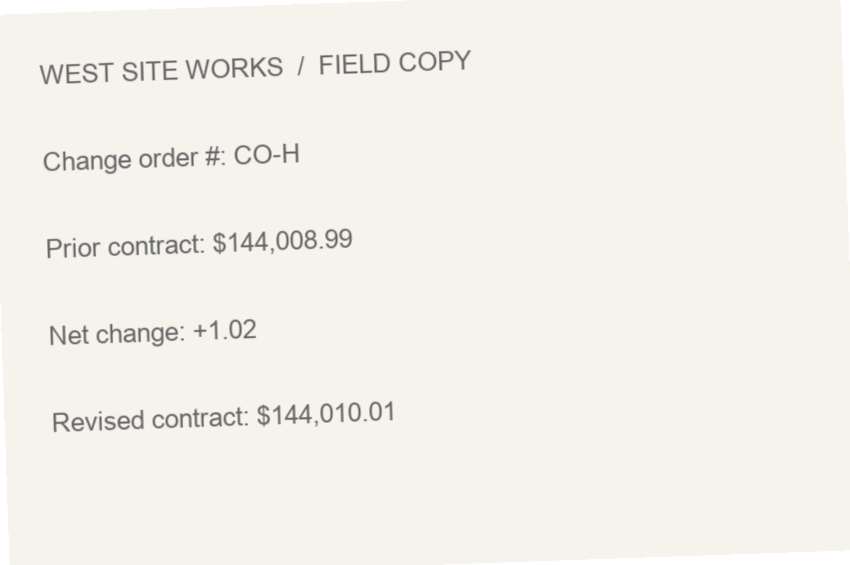 WEST SITE WORKS / FIELD COPY
Change order #: CO-H
Prior contract: $144,008.99
Net change: +1.02
Revised contract: $144,010.01